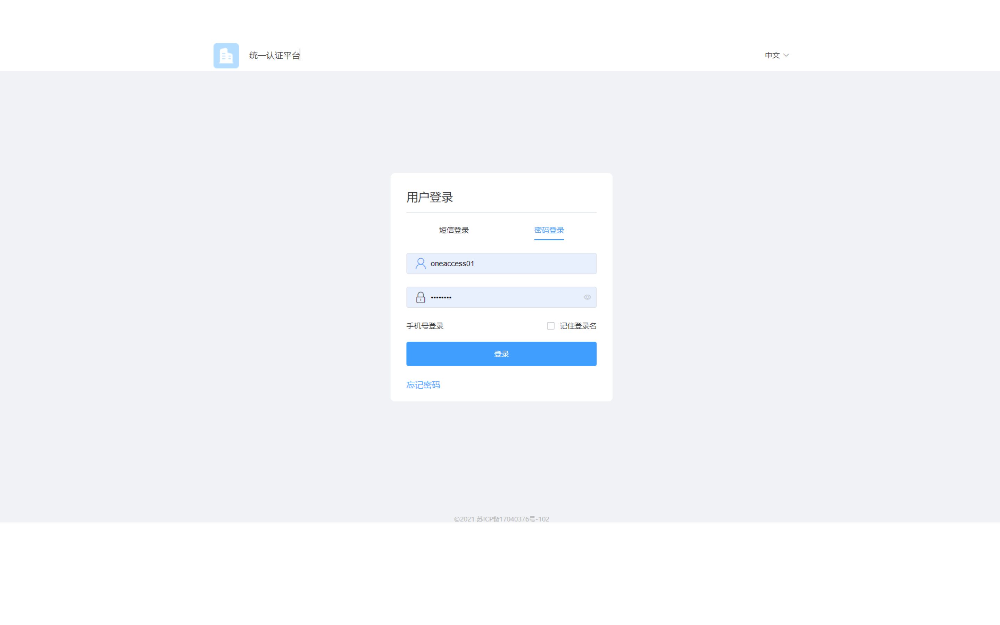 统一认证平台
中文
用户登录
短信登录 密码登录
oneaccess01
••••••••
手机号登录 记住登录名
登录
忘记密码
©2021 苏ICP备17040376号-102